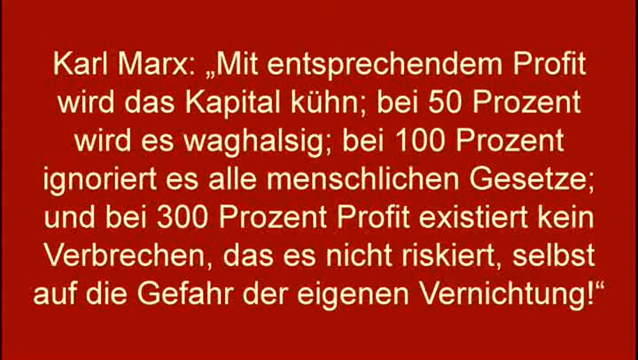 Karl Marx: „Mit entsprechendem Profit
wird das Kapital kühn; bei 50 Prozent
wird es waghalsig; bei 100 Prozent
ignoriert es alle menschlichen Gesetze;
und bei 300 Prozent Profit existiert kein
Verbrechen, das es nicht riskiert, selbst
auf die Gefahr der eigenen Vernichtung!“